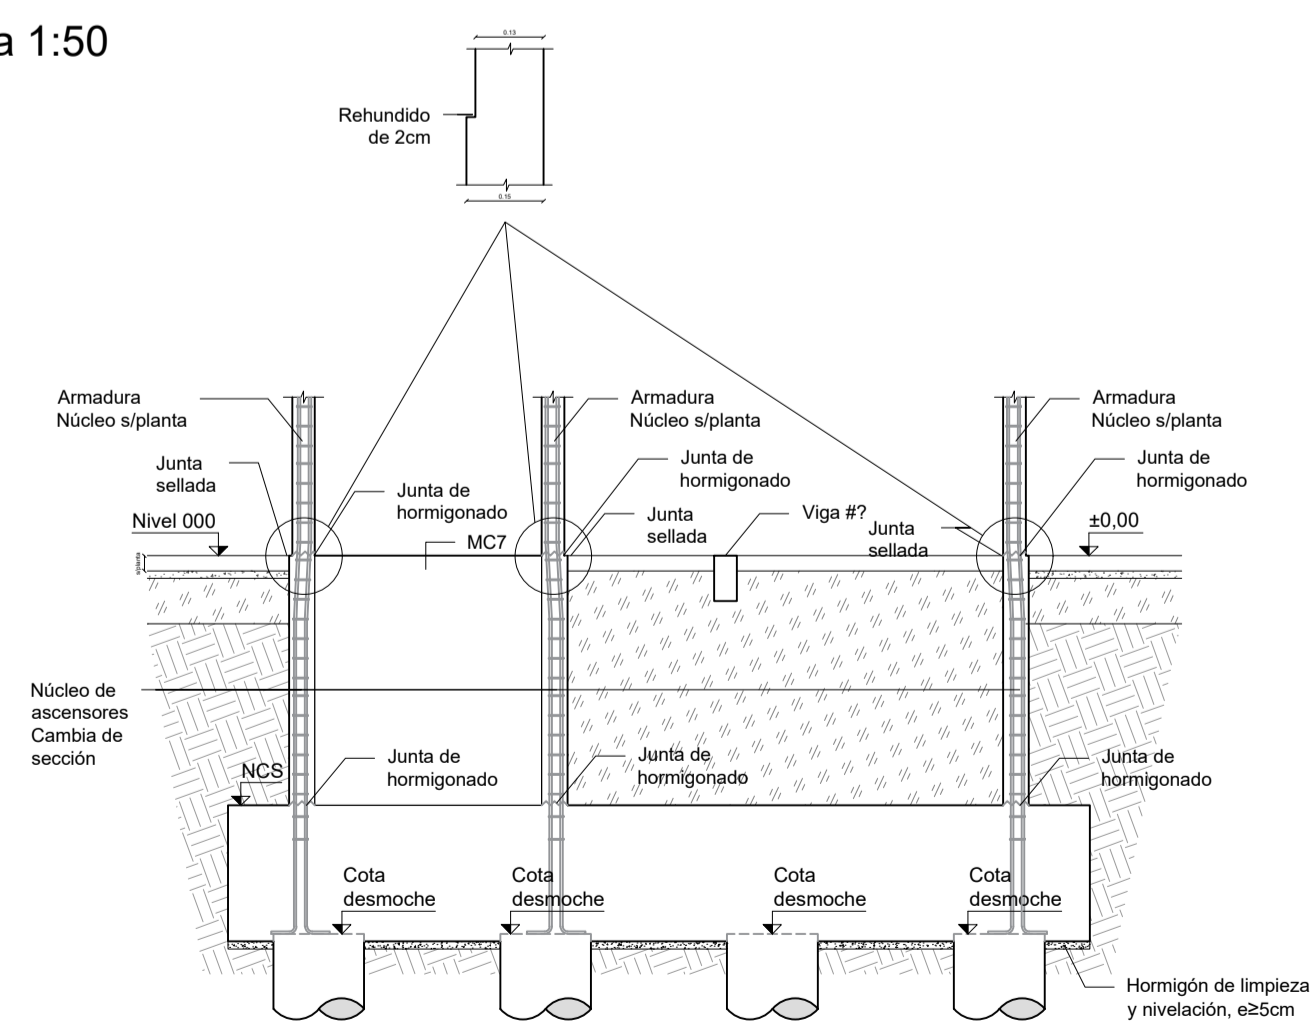 a 1:50
0.13
Rehundido
de 2cm
0.15
Armadura
Núcleo s/planta
Armadura
Núcleo s/planta
Armadura
Núcleo s/planta
Junta
sellada
Junta de
hormigonado
Junta de
hormigonado
Junta de
hormigonado
Nivel 000
Junta
sellada
Viga #?
Junta
sellada
±0,00
MC7
s/planta
Núcleo de
ascensores
Cambia de
sección
NCS
Junta de
hormigonado
Junta de
hormigonado
Junta de
hormigonado
Cota
desmoche
Cota
desmoche
Cota
desmoche
Cota
desmoche
Hormigón de limpieza
y nivelación, e≥5cm